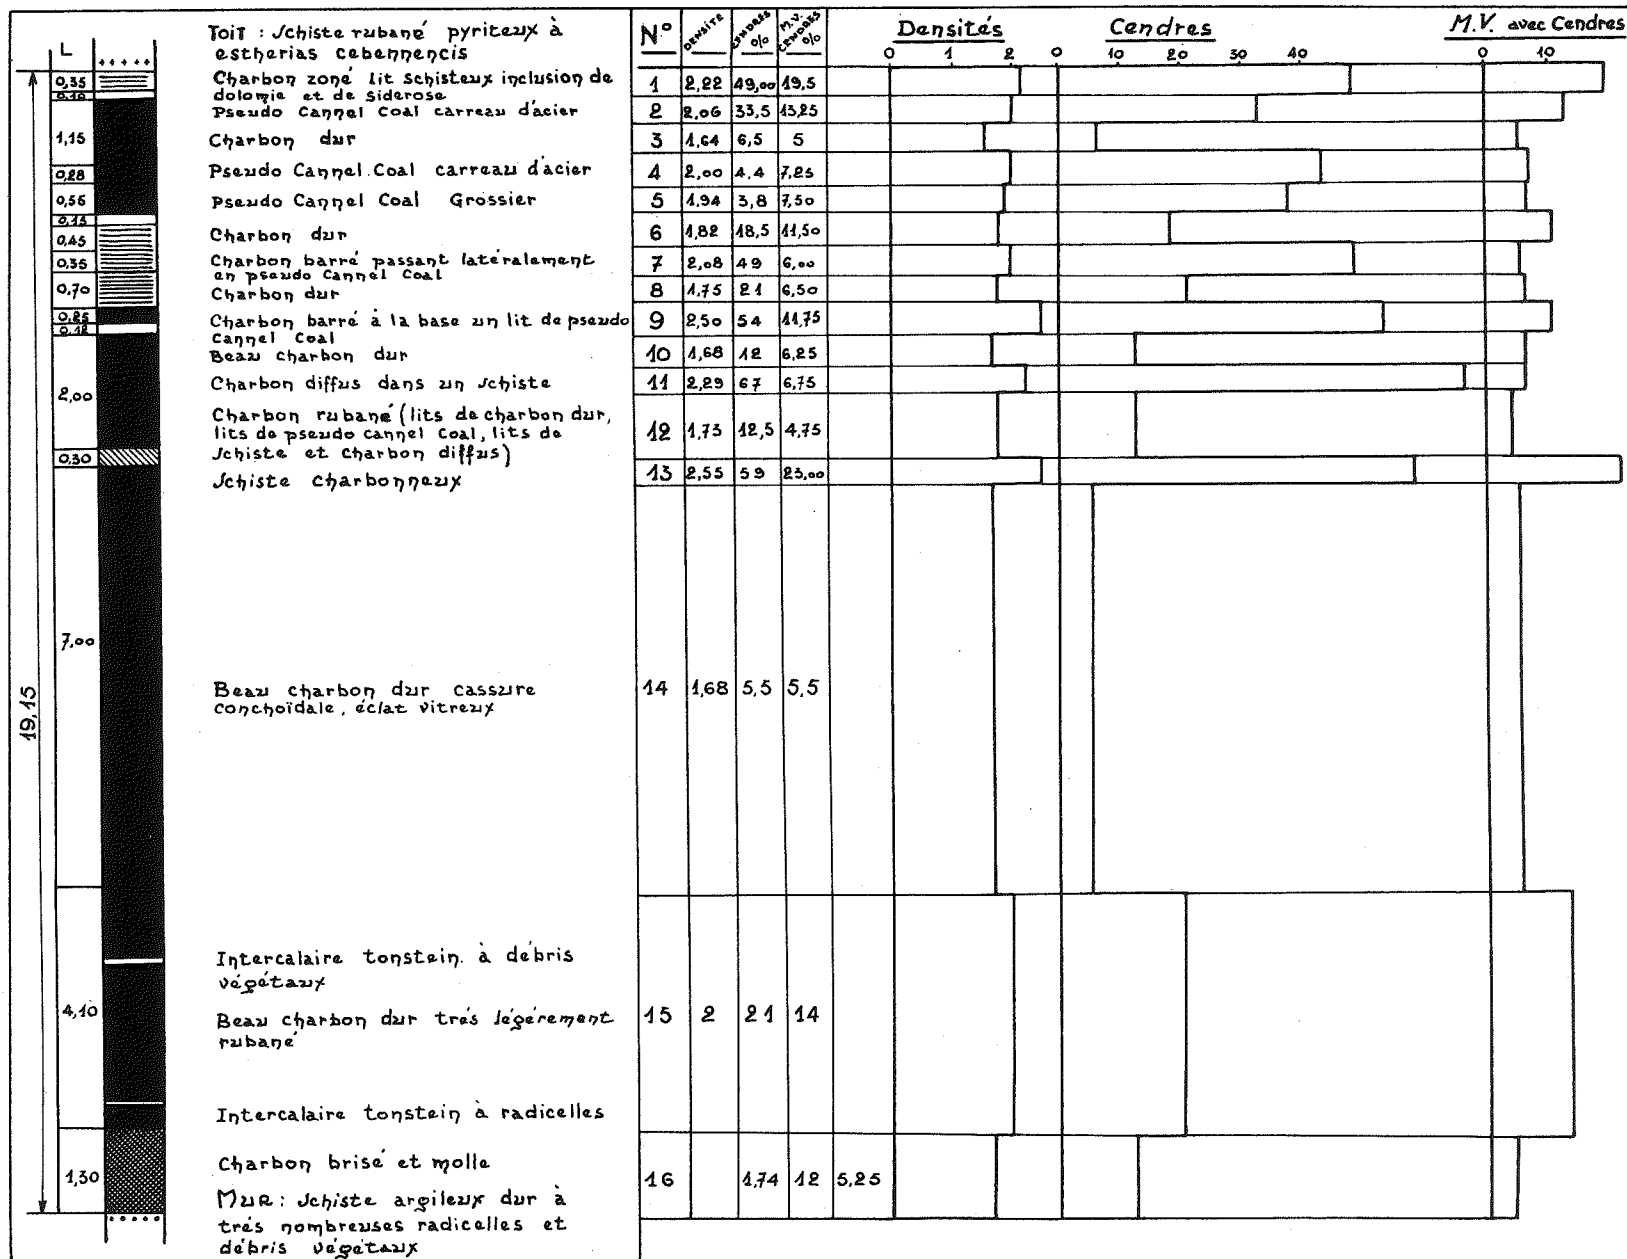 L
Toit : Schiste rubané pyriteux à
estherias cebennencis
N° DENSITÉ CENDRES % M.V. CENDRES %
Densités Cendres M.V. avec Cendres
0 1 2 0 10 20 30 40 0 10
0,35
Charbon zoné lit schisteux inclusion de
dolomie et de siderose
1 2,22 49,00 19,5
0,10
Pseudo Cannel Coal carreau d'acier
2 2,06 33,5 13,25
1,15
Charbon dur
3 1,64 6,5 5
0,28
Pseudo Cannel Coal carreau d'acier
4 2,00 4.4 7,25
0,56
Pseudo Cannel Coal Grossier
5 1,94 3,8 7,50
0,15
0,45
Charbon dur
6 1,82 18,5 11,50
0,35
Charbon barré passant latéralement
en pseudo Cannel Coal
7 2,08 49 6,00
0,70
Charbon dur
8 1,75 21 6,50
0,25
0,12
Charbon barré à la base un lit de pseudo
Cannel Coal
9 2,50 54 11,75
Beau charbon dur
10 1,68 12 6,25
2,00
Charbon diffus dans un schiste
11 2,29 67 6,75
Charbon rubané (lits de charbon dur,
lits de pseudo cannel Coal, lits de
schiste et charbon diffus)
12 1,73 12,5 4,75
0,30
Schiste charbonneux
13 2,55 59 23,00
7,00
19,15
Beau charbon dur cassure
conchoïdale, éclat vitreux
14 1,68 5,5 5,5
Intercalaire tonstein. à débris
végétaux
4,10
Beau charbon dur trés légérement
rubané
15 2 21 14
Intercalaire tonstein à radicelles
1,30
Charbon brisé et molle
16 1,74 12 5,25
MUR : Schiste argileux dur à
trés nombreuses radicelles et
débris végétaux